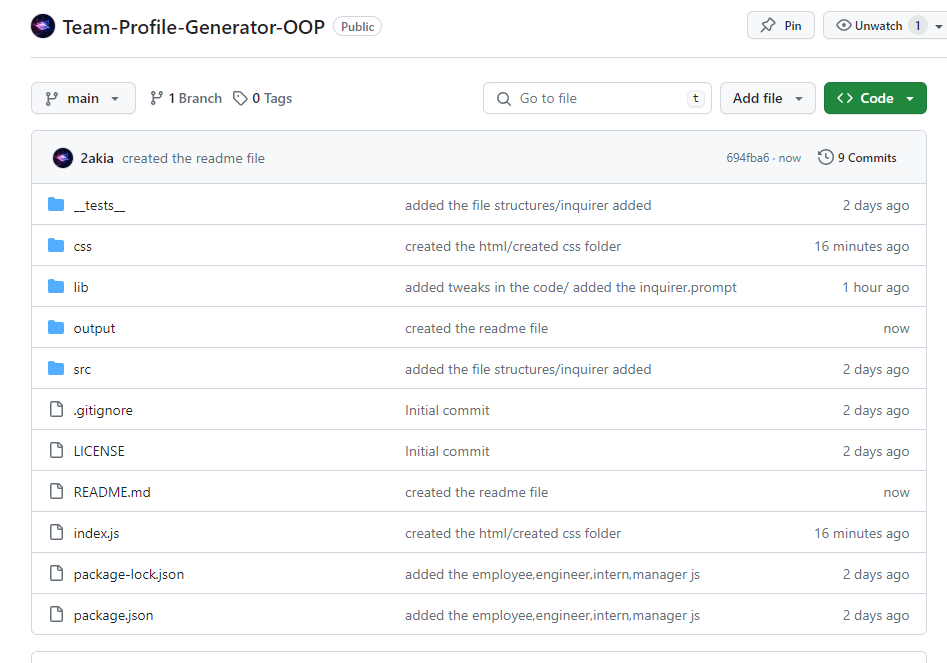 Team-Profile-Generator-OOP Public Pin Unwatch 1
main 1 Branch 0 Tags Go to file t Add file Code
2akia created the readme file 694fba6 · now 9 Commits
__tests__ added the file structures/inquirer added 2 days ago
css created the html/created css folder 16 minutes ago
lib added tweaks in the code/ added the inquirer.prompt 1 hour ago
output created the readme file now
src added the file structures/inquirer added 2 days ago
.gitignore Initial commit 2 days ago
LICENSE Initial commit 2 days ago
README.md created the readme file now
index.js created the html/created css folder 16 minutes ago
package-lock.json added the employee,engineer,intern,manager js 2 days ago
package.json added the employee,engineer,intern,manager js 2 days ago